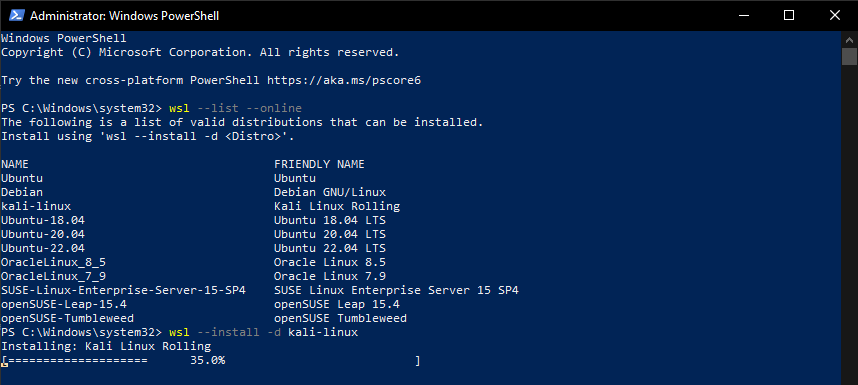 Administrator: Windows PowerShell
Windows PowerShell
Copyright (C) Microsoft Corporation. All rights reserved.
Try the new cross-platform PowerShell https://aka.ms/pscore6
PS C:\Windows\system32> wsl --list --online
The following is a list of valid distributions that can be installed.
Install using 'wsl --install -d <Distro>'.
NAME                                   FRIENDLY NAME
Ubuntu                                 Ubuntu
Debian                                 Debian GNU/Linux
kali-linux                             Kali Linux Rolling
Ubuntu-18.04                           Ubuntu 18.04 LTS
Ubuntu-20.04                           Ubuntu 20.04 LTS
Ubuntu-22.04                           Ubuntu 22.04 LTS
OracleLinux_8_5                        Oracle Linux 8.5
OracleLinux_7_9                        Oracle Linux 7.9
SUSE-Linux-Enterprise-Server-15-SP4    SUSE Linux Enterprise Server 15 SP4
openSUSE-Leap-15.4                     openSUSE Leap 15.4
openSUSE-Tumbleweed                    openSUSE Tumbleweed
PS C:\Windows\system32> wsl --install -d kali-linux
Installing: Kali Linux Rolling
[====================      35.0%                           ]